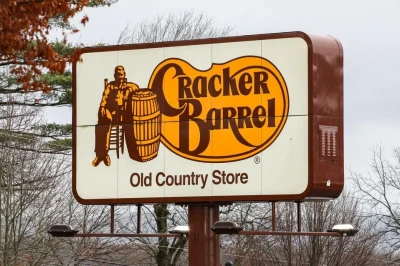 Cracker
Barrel
®
Old Country Store